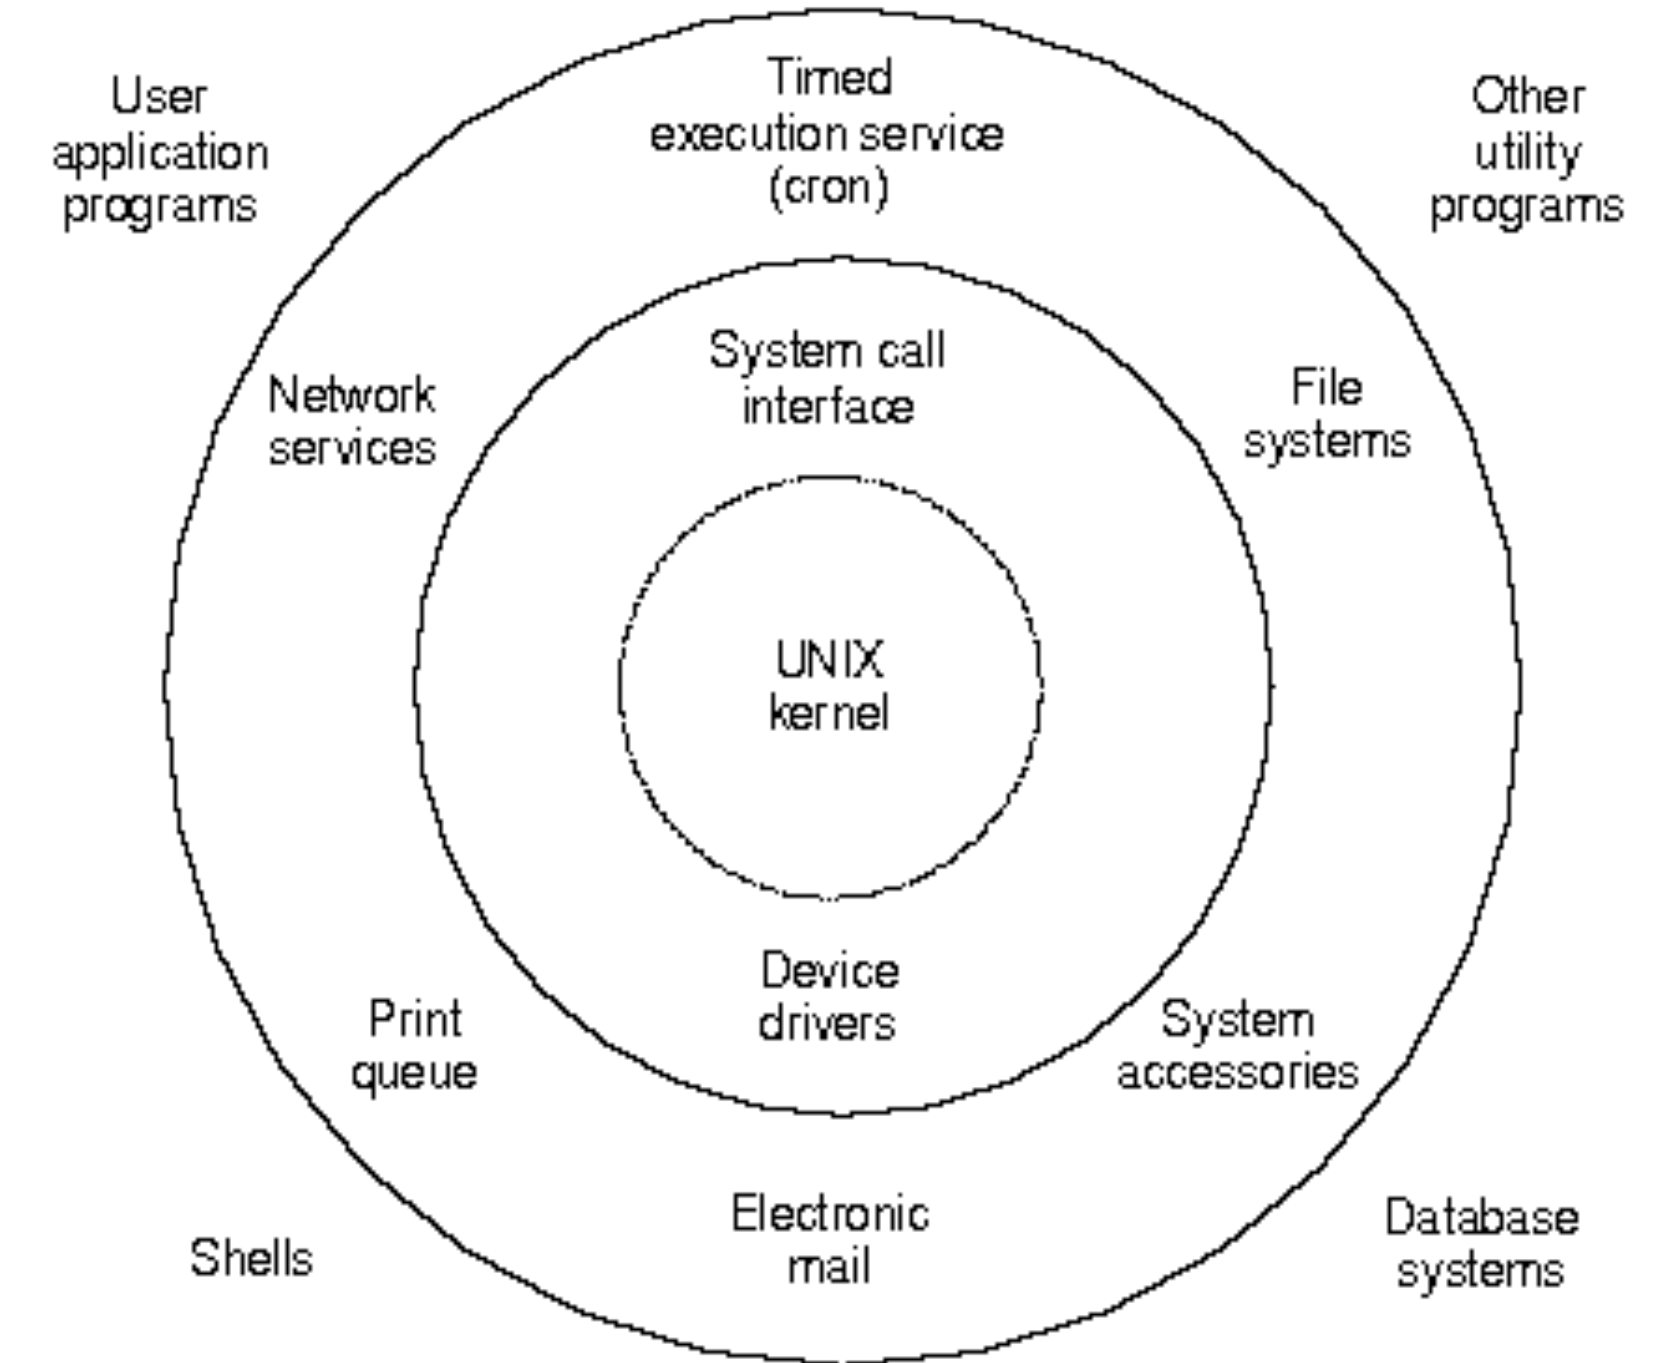 User
application
programs
Timed
execution service
(cron)
Other
utility
programs
Network
services
System call
interface
File
systems
UNIX
kernel
Device
drivers
Print
queue
System
accessories
Electronic
mail
Shells
Database
systems